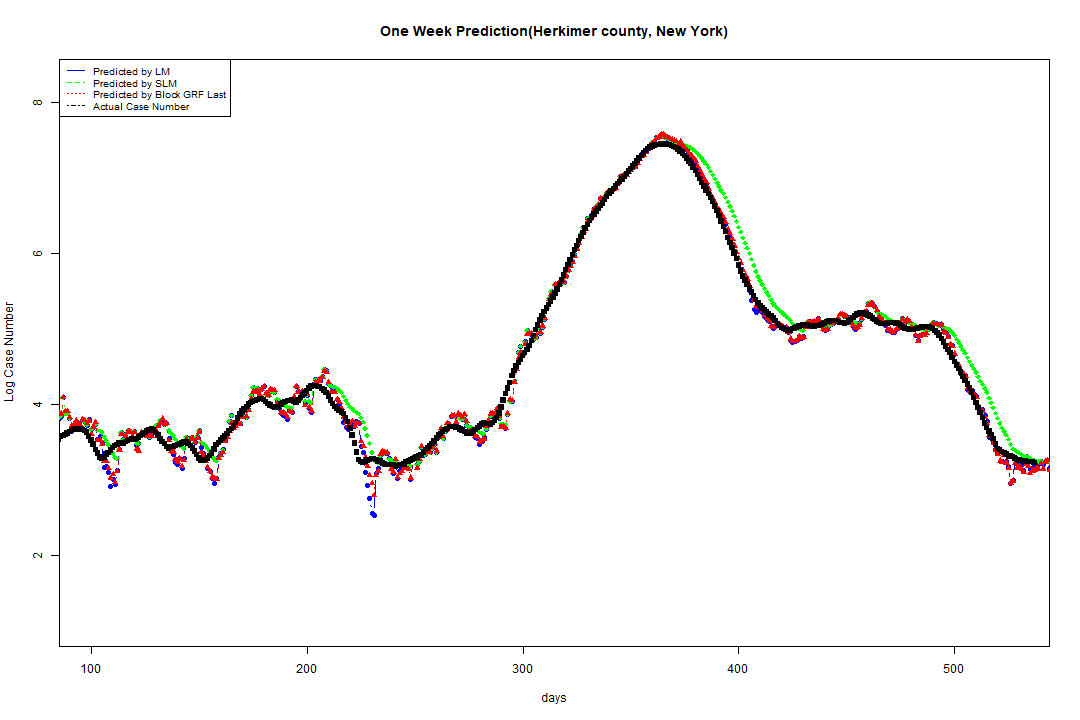 One Week Prediction(Herkimer county, New York)
Predicted by LM
Predicted by SLM
Predicted by Block GRF Last
Actual Case Number
8
6
4
2
Log Case Number
100 200 300 400 500
days